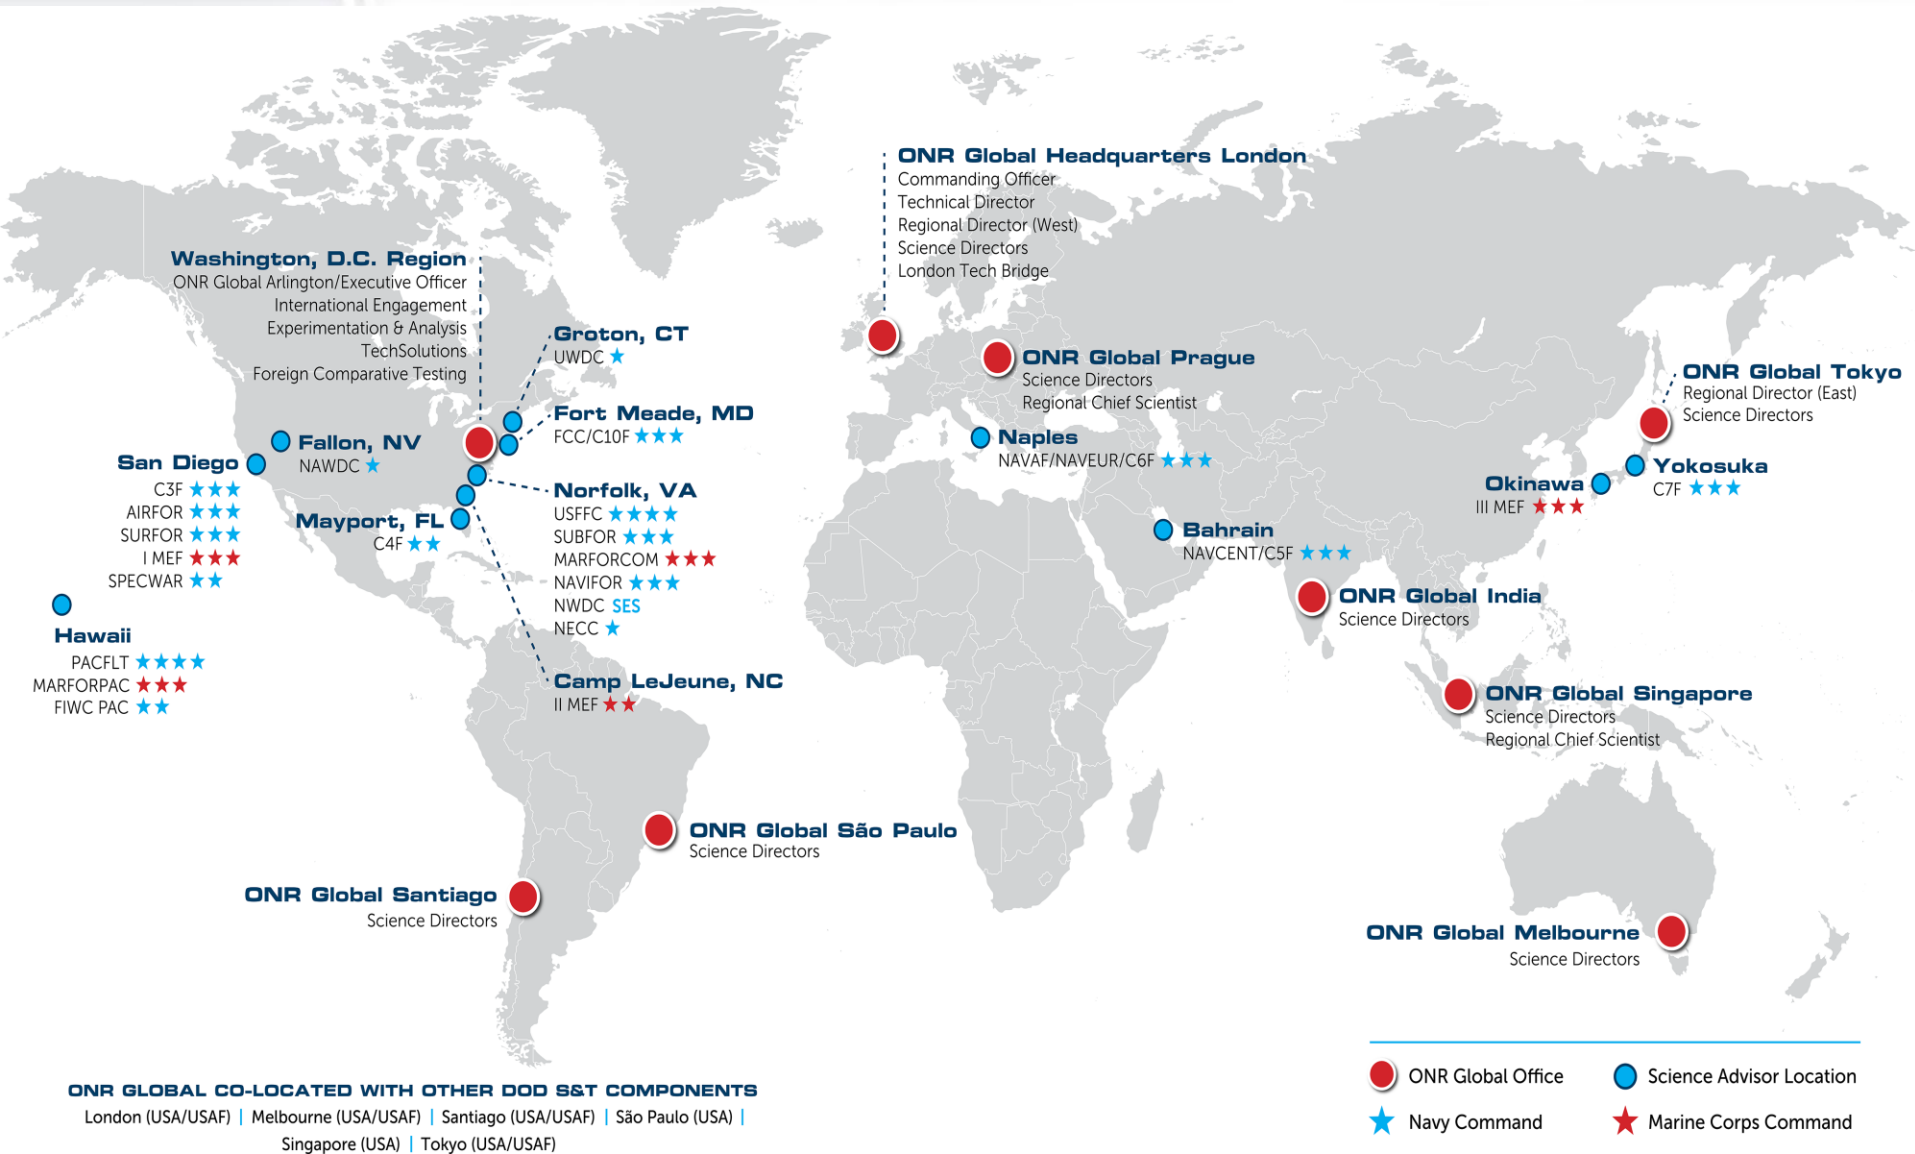 ONR Global Headquarters London
Commanding Officer
Technical Director
Regional Director (West)
Science Directors
London Tech Bridge
Washington, D.C. Region
ONR Global Arlington/Executive Officer
International Engagement
Experimentation & Analysis
TechSolutions
Foreign Comparative Testing
Groton, CT
UWDC
Fort Meade, MD
FCC/C10F
Fallon, NV
NAWDC
San Diego
C3F
AIRFOR
SURFOR
I MEF
SPECWAR
Mayport, FL
C4F
Norfolk, VA
USFFC
SUBFOR
MARFORCOM
NAVIFOR
NWDC SES
NECC
Hawaii
PACFLT
MARFORPAC
FIWC PAC
Camp LeJeune, NC
II MEF
ONR Global Prague
Science Directors
Regional Chief Scientist
Naples
NAVAF/NAVEUR/C6F
Bahrain
NAVCENT/C5F
ONR Global Tokyo
Regional Director (East)
Science Directors
Yokosuka
C7F
Okinawa
III MEF
ONR Global India
Science Directors
ONR Global Singapore
Science Directors
Regional Chief Scientist
ONR Global São Paulo
Science Directors
ONR Global Santiago
Science Directors
ONR Global Melbourne
Science Directors
ONR GLOBAL CO-LOCATED WITH OTHER DOD S&T COMPONENTS
London (USA/USAF) | Melbourne (USA/USAF) | Santiago (USA/USAF) | São Paulo (USA) |
Singapore (USA) | Tokyo (USA/USAF)
ONR Global Office
Science Advisor Location
Navy Command
Marine Corps Command